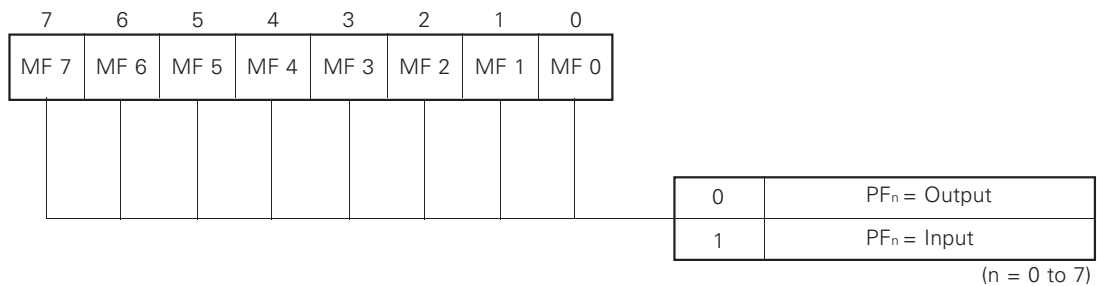 7 6 5 4 3 2 1 0
MF 7 MF 6 MF 5 MF 4 MF 3 MF 2 MF 1 MF 0
0 PFn = Output
1 PFn = Input
(n = 0 to 7)